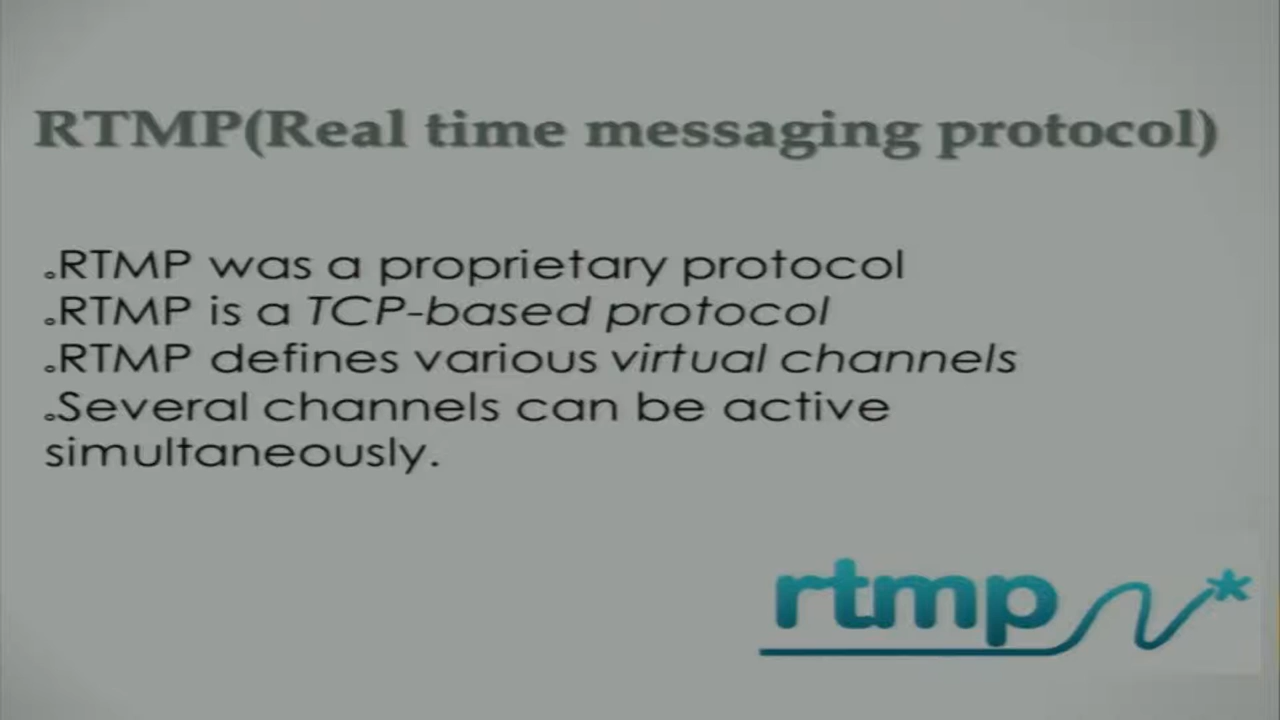 RTMP(Real time messaging protocol)
RTMP was a proprietary protocol
RTMP is a TCP-based protocol
RTMP defines various virtual channels
Several channels can be active
simultaneously.
rtmp